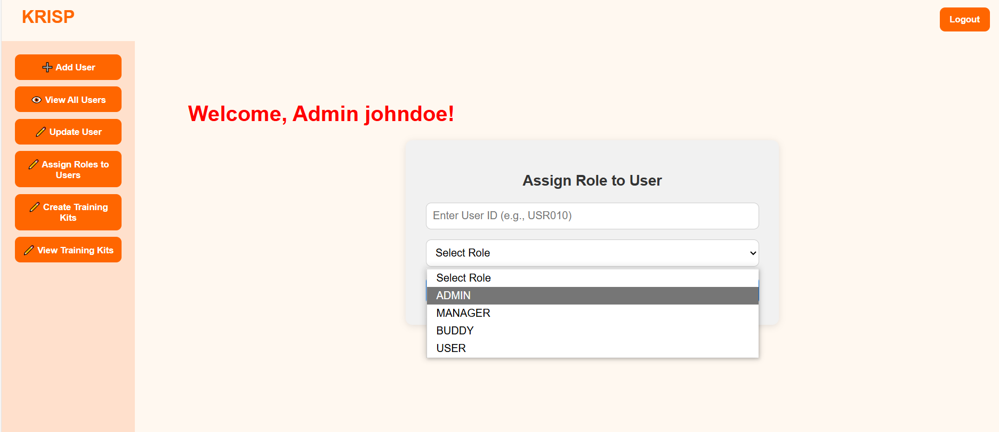 KRISP
Logout
Add User
View All Users
Update User
Assign Roles to
Users
Create Training
Kits
View Training Kits
Welcome, Admin johndoe!
Assign Role to User
Enter User ID (e.g., USR010)
Select Role
Select Role
ADMIN
MANAGER
BUDDY
USER